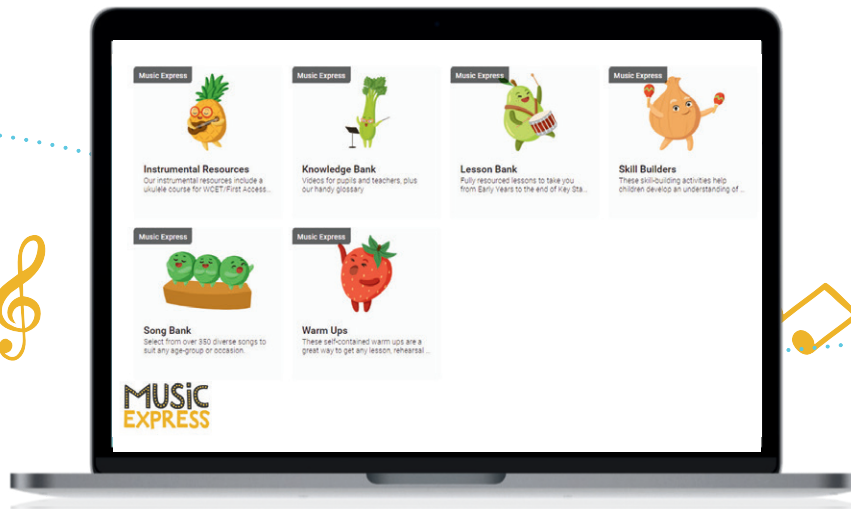 Music Express
Instrumental Resources
Our instrumental resources include a
ukulele course for WCET/First Access...
Music Express
Knowledge Bank
Videos for pupils and teachers, plus
our handy glossary
Music Express
Lesson Bank
Fully resourced lessons to take you
from Early Years to the end of Key Sta...
Music Express
Skill Builders
These skill-building activities help
children develop an understanding of ...
Music Express
Song Bank
Select from over 350 diverse songs to
suit any age-group or occasion.
Music Express
Warm Ups
These self-contained warm ups are a
great way to get any lesson, rehearsal ...
MUSiC
EXPRESS